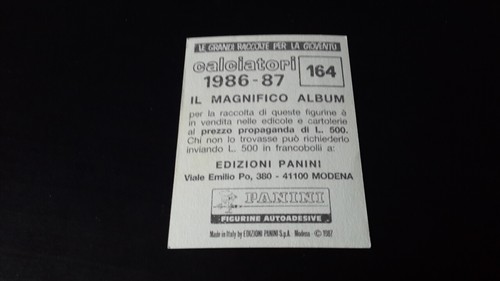 LE GRANDI RACCOLTE PER LA GIOVENTÙ
calciatori
1986-87
164
IL MAGNIFICO ALBUM
per la raccolta di queste figurine è
in vendita nelle edicole e cartolerie
al prezzo propaganda di L. 500.
Chi non lo trovasse può richiederlo
inviando L. 500 in francobolli a:
EDIZIONI PANINI
Viale Emilio Po, 380 - 41100 MODENA
PANINI
FIGURINE AUTOADESIVE
Made in Italy by EDIZIONI PANINI S.p.A. Modena - © 1987